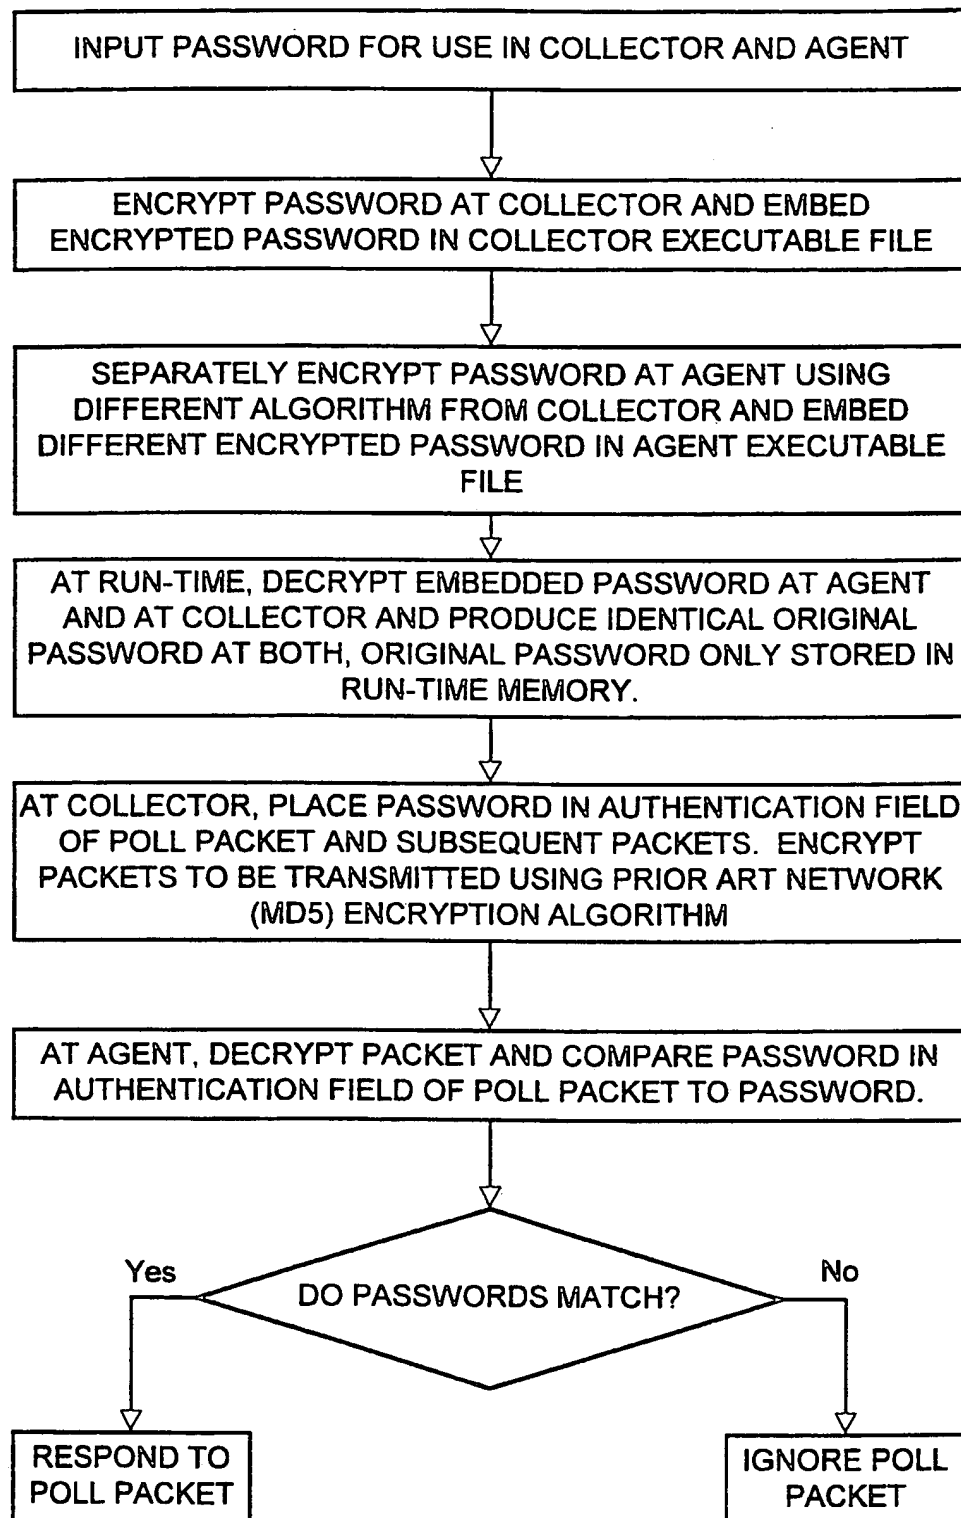 INPUT PASSWORD FOR USE IN COLLECTOR AND AGENT
ENCRYPT PASSWORD AT COLLECTOR AND EMBED
ENCRYPTED PASSWORD IN COLLECTOR EXECUTABLE FILE
SEPARATELY ENCRYPT PASSWORD AT AGENT USING
DIFFERENT ALGORITHM FROM COLLECTOR AND EMBED
DIFFERENT ENCRYPTED PASSWORD IN AGENT EXECUTABLE
FILE
AT RUN-TIME, DECRYPT EMBEDDED PASSWORD AT AGENT
AND AT COLLECTOR AND PRODUCE IDENTICAL ORIGINAL
PASSWORD AT BOTH, ORIGINAL PASSWORD ONLY STORED IN
RUN-TIME MEMORY.
AT COLLECTOR, PLACE PASSWORD IN AUTHENTICATION FIELD
OF POLL PACKET AND SUBSEQUENT PACKETS. ENCRYPT
PACKETS TO BE TRANSMITTED USING PRIOR ART NETWORK
(MD5) ENCRYPTION ALGORITHM
AT AGENT, DECRYPT PACKET AND COMPARE PASSWORD IN
AUTHENTICATION FIELD OF POLL PACKET TO PASSWORD.
Yes
No
DO PASSWORDS MATCH?
RESPOND TO
POLL PACKET
IGNORE POLL
PACKET